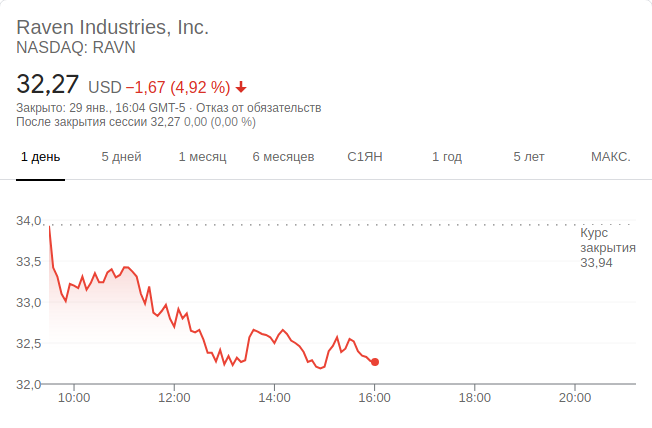 Raven Industries, Inc.
NASDAQ: RAVN
32,27 USD −1,67 (4,92 %)
Закрыто: 29 янв., 16:04 GMT-5 · Отказ от обязательств
После закрытия сессии 32,27 0,00 (0,00 %)
1 день 5 дней 1 месяц 6 месяцев С1ЯН 1 год 5 лет МАКС.
34,0
Курс
закрытия
33,94
33,5
33,0
32,5
32,0
10:00 12:00 14:00 16:00 18:00 20:00